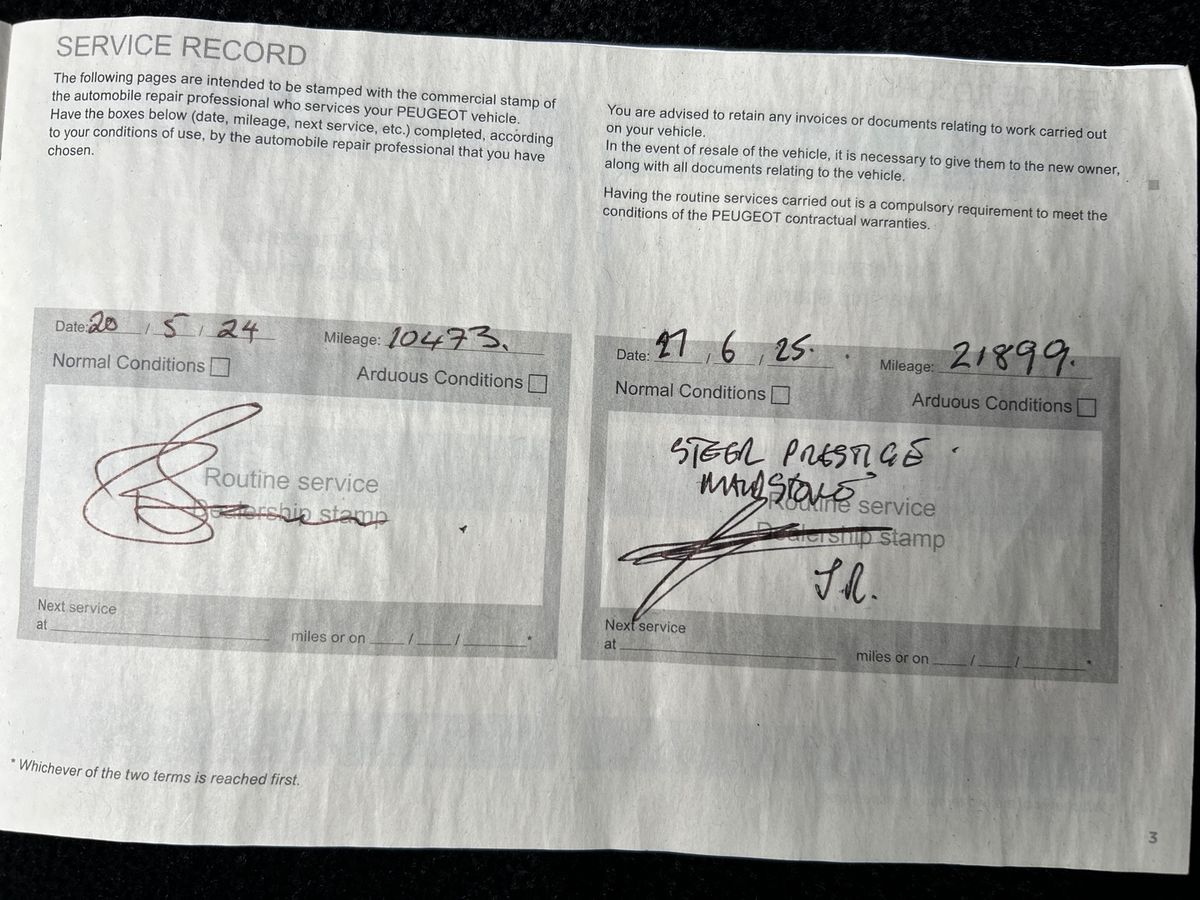 SERVICE RECORD
The following pages are intended to be stamped with the commercial stamp of
the automobile repair professional who services your PEUGEOT vehicle.
Have the boxes below (date, mileage, next service, etc.) completed, according
to your conditions of use, by the automobile repair professional that you have
chosen.
You are advised to retain any invoices or documents relating to work carried out
on your vehicle.
In the event of resale of the vehicle, it is necessary to give them to the new owner,
along with all documents relating to the vehicle.
Having the routine services carried out is a compulsory requirement to meet the
conditions of the PEUGEOT contractual warranties.
Date: 20 / 5 / 24 Mileage: 10473.
Normal Conditions Arduous Conditions
Routine service
Dealership stamp
Next service
at miles or on / / *
Date: 27 / 6 / 25. Mileage: 21899.
Normal Conditions Arduous Conditions
STEER PRESTIGE
MAIDSTONE
Routine service
Dealership stamp
J.R.
Next service
at miles or on / / *
* Whichever of the two terms is reached first.
3